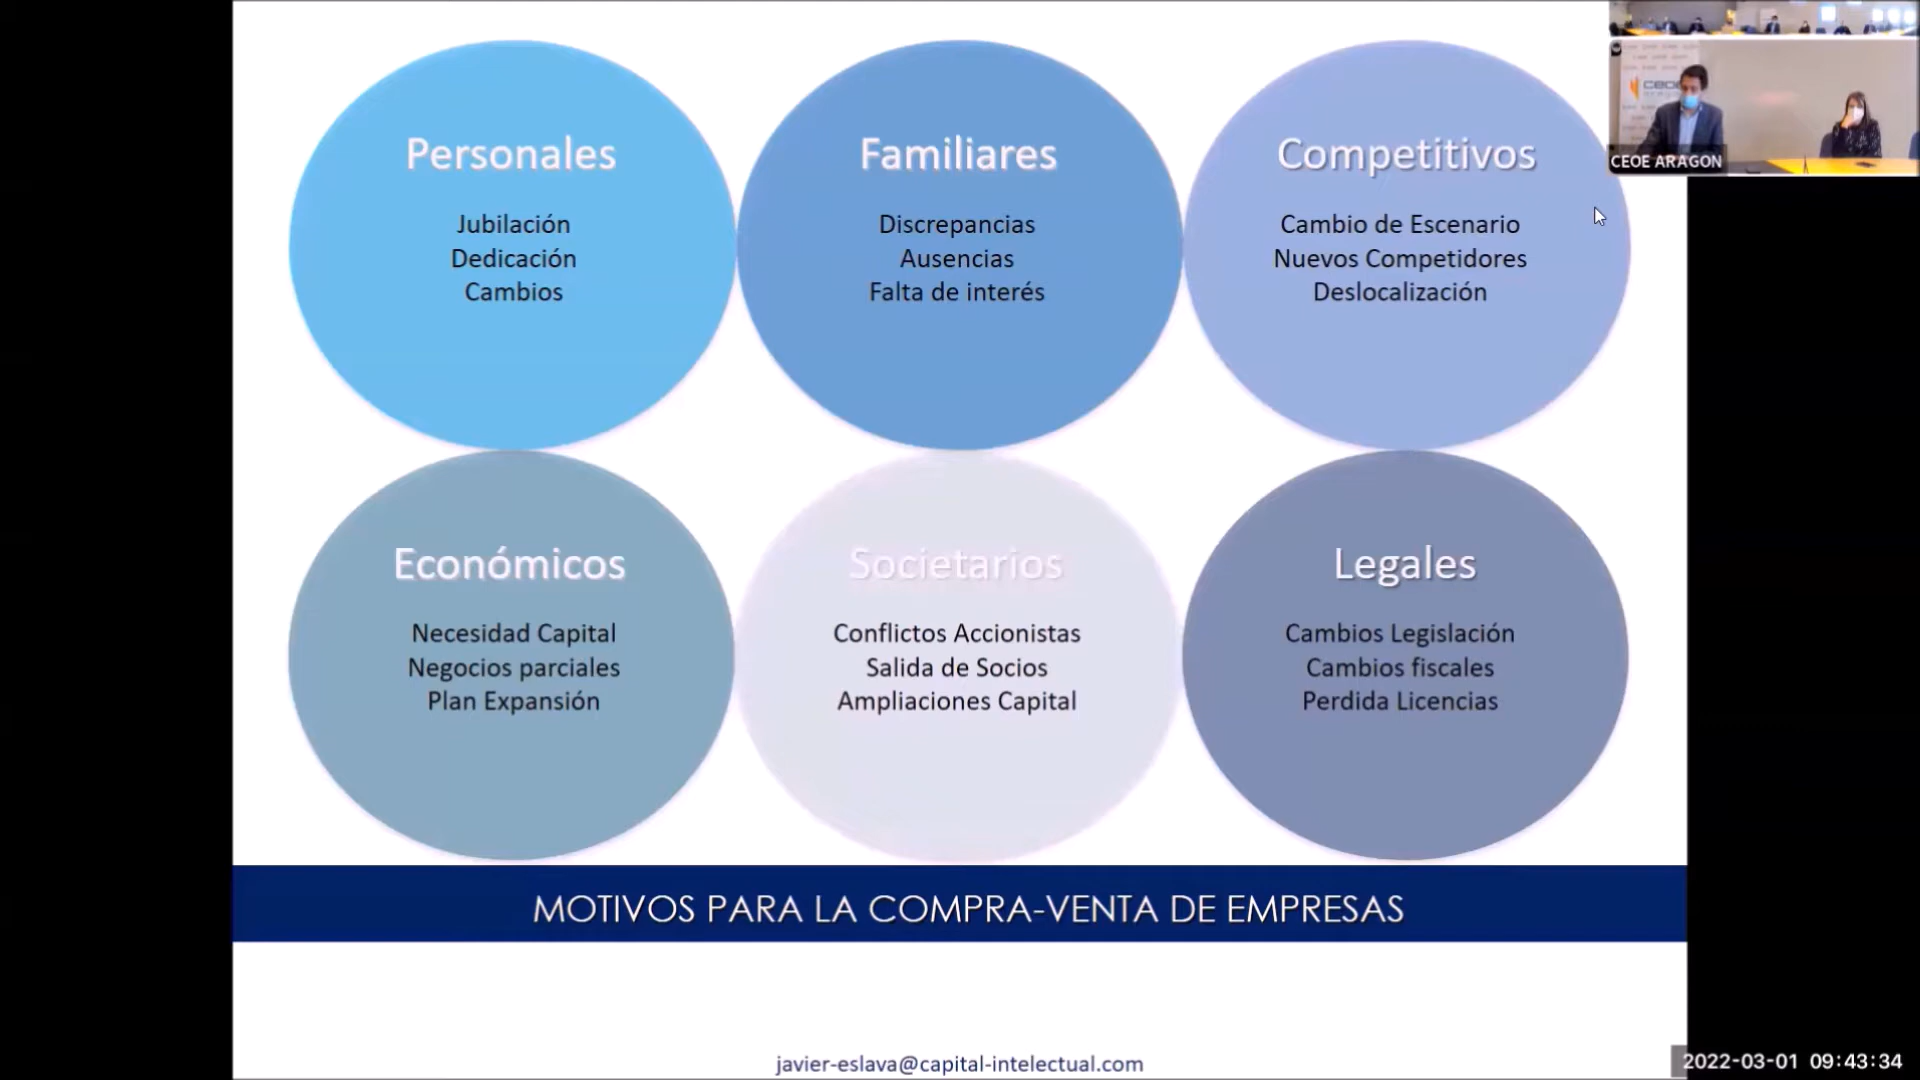 Personales
Jubilación
Dedicación
Cambios
Familiares
Discrepancias
Ausencias
Falta de interés
Competitivos
Cambio de Escenario
Nuevos Competidores
Deslocalización
CEOE ARAGON
Económicos
Necesidad Capital
Negocios parciales
Plan Expansión
Societarios
Conflictos Accionistas
Salida de Socios
Ampliaciones Capital
Legales
Cambios Legislación
Cambios fiscales
Perdida Licencias
MOTIVOS PARA LA COMPRA-VENTA DE EMPRESAS
javier-eslava@capital-intelectual.com
2022-03-01 09:43:34